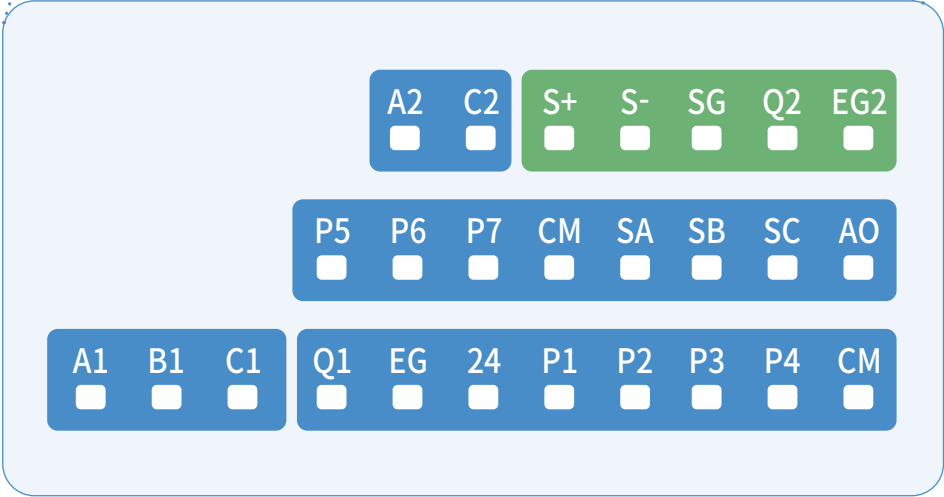 A2 C2 S+ S- SG Q2 EG2
P5 P6 P7 CM SA SB SC AO
A1 B1 C1 Q1 EG 24 P1 P2 P3 P4 CM